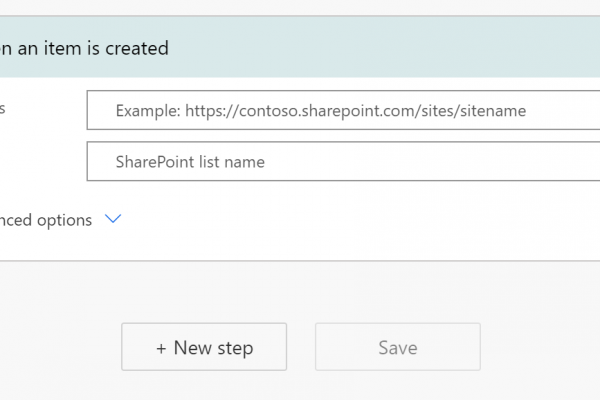 n an item is created
s
Example: https://contoso.sharepoint.com/sites/sitename
SharePoint list name
nced options
+ New step
Save